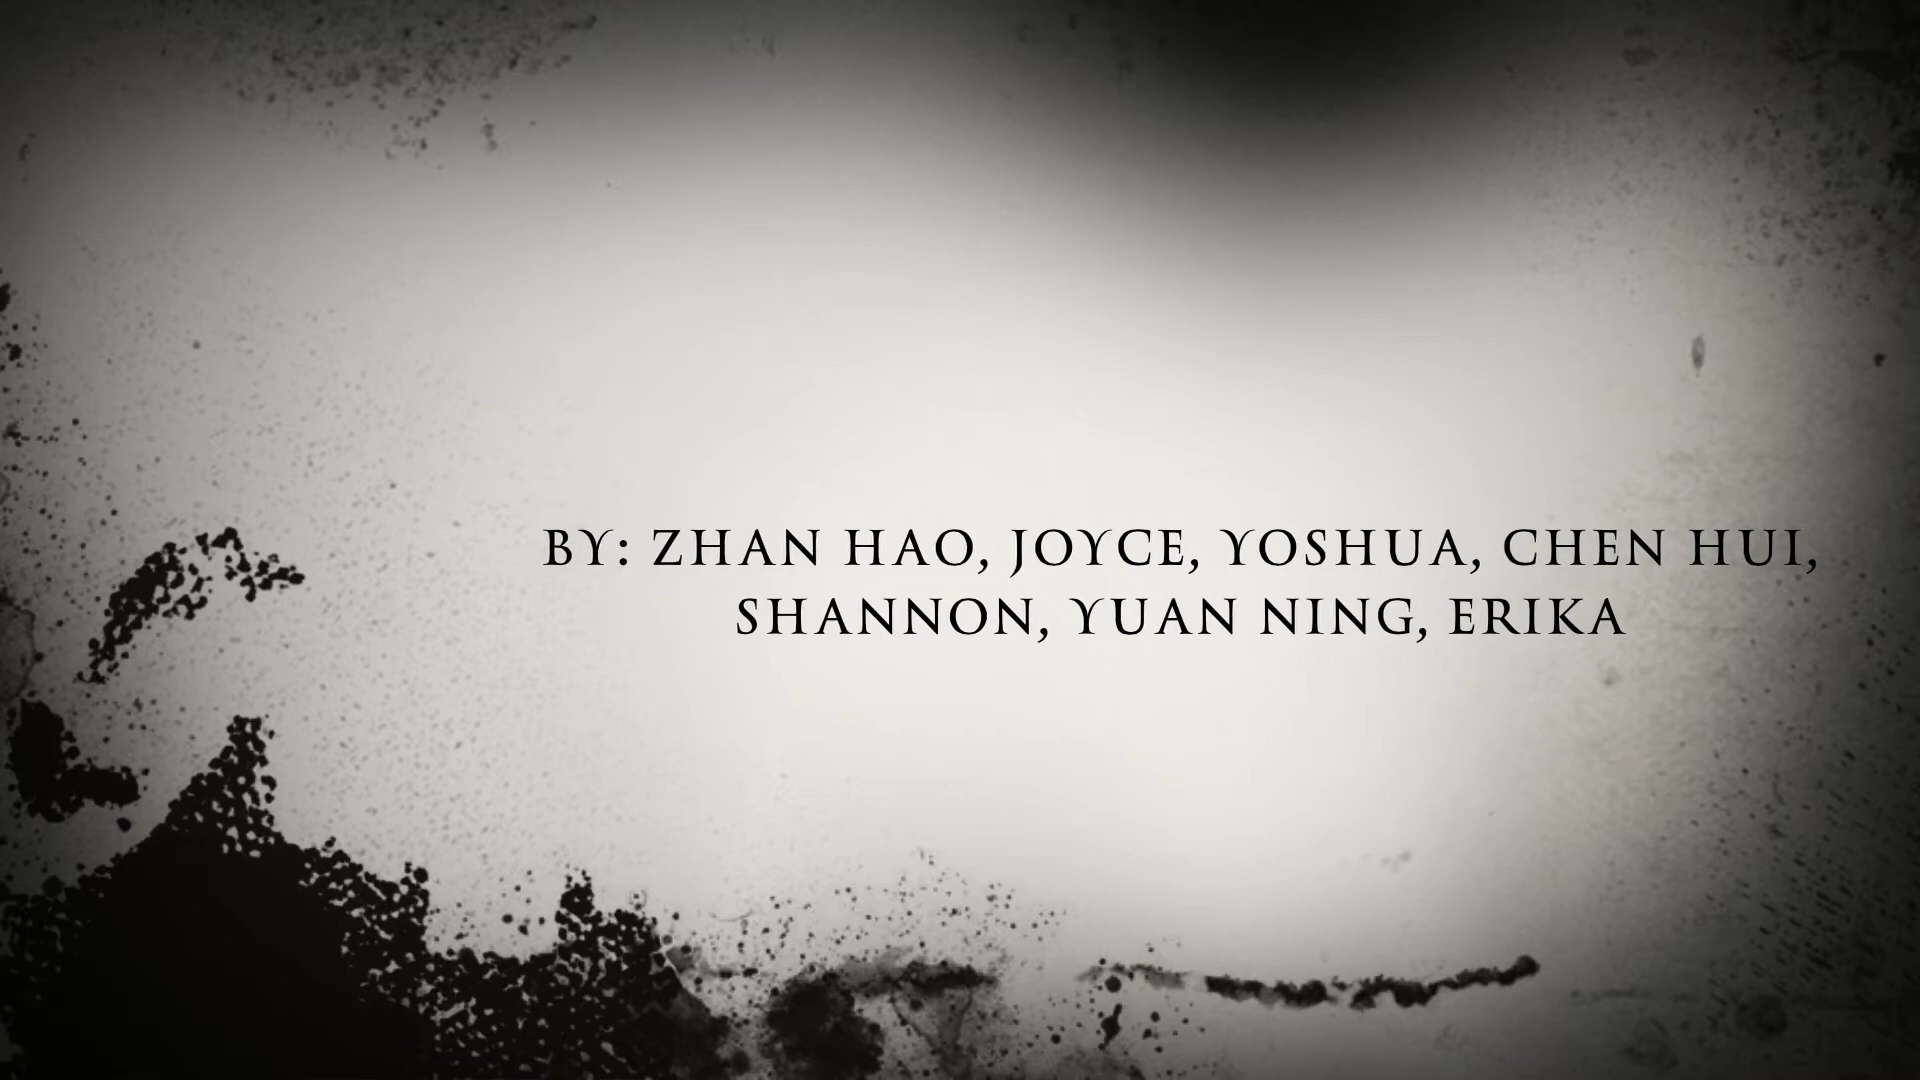 BY: ZHAN HAO, JOYCE, YOSHUA, CHEN HUI,
SHANNON, YUAN NING, ERIKA